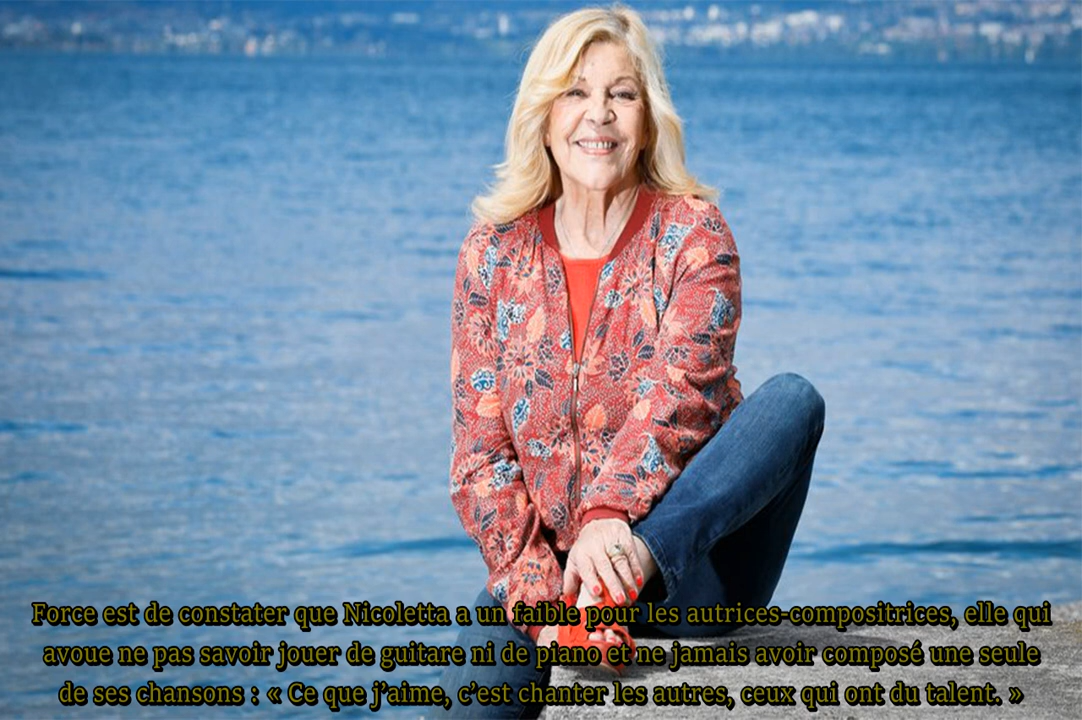 Force est de constater que Nicoletta a un faible pour les autrices-compositrices, elle qui
avoue ne pas savoir jouer de guitare ni de piano et ne jamais avoir composé une seule
de ses chansons : « Ce que j’aime, c’est chanter les autres, ceux qui ont du talent. »